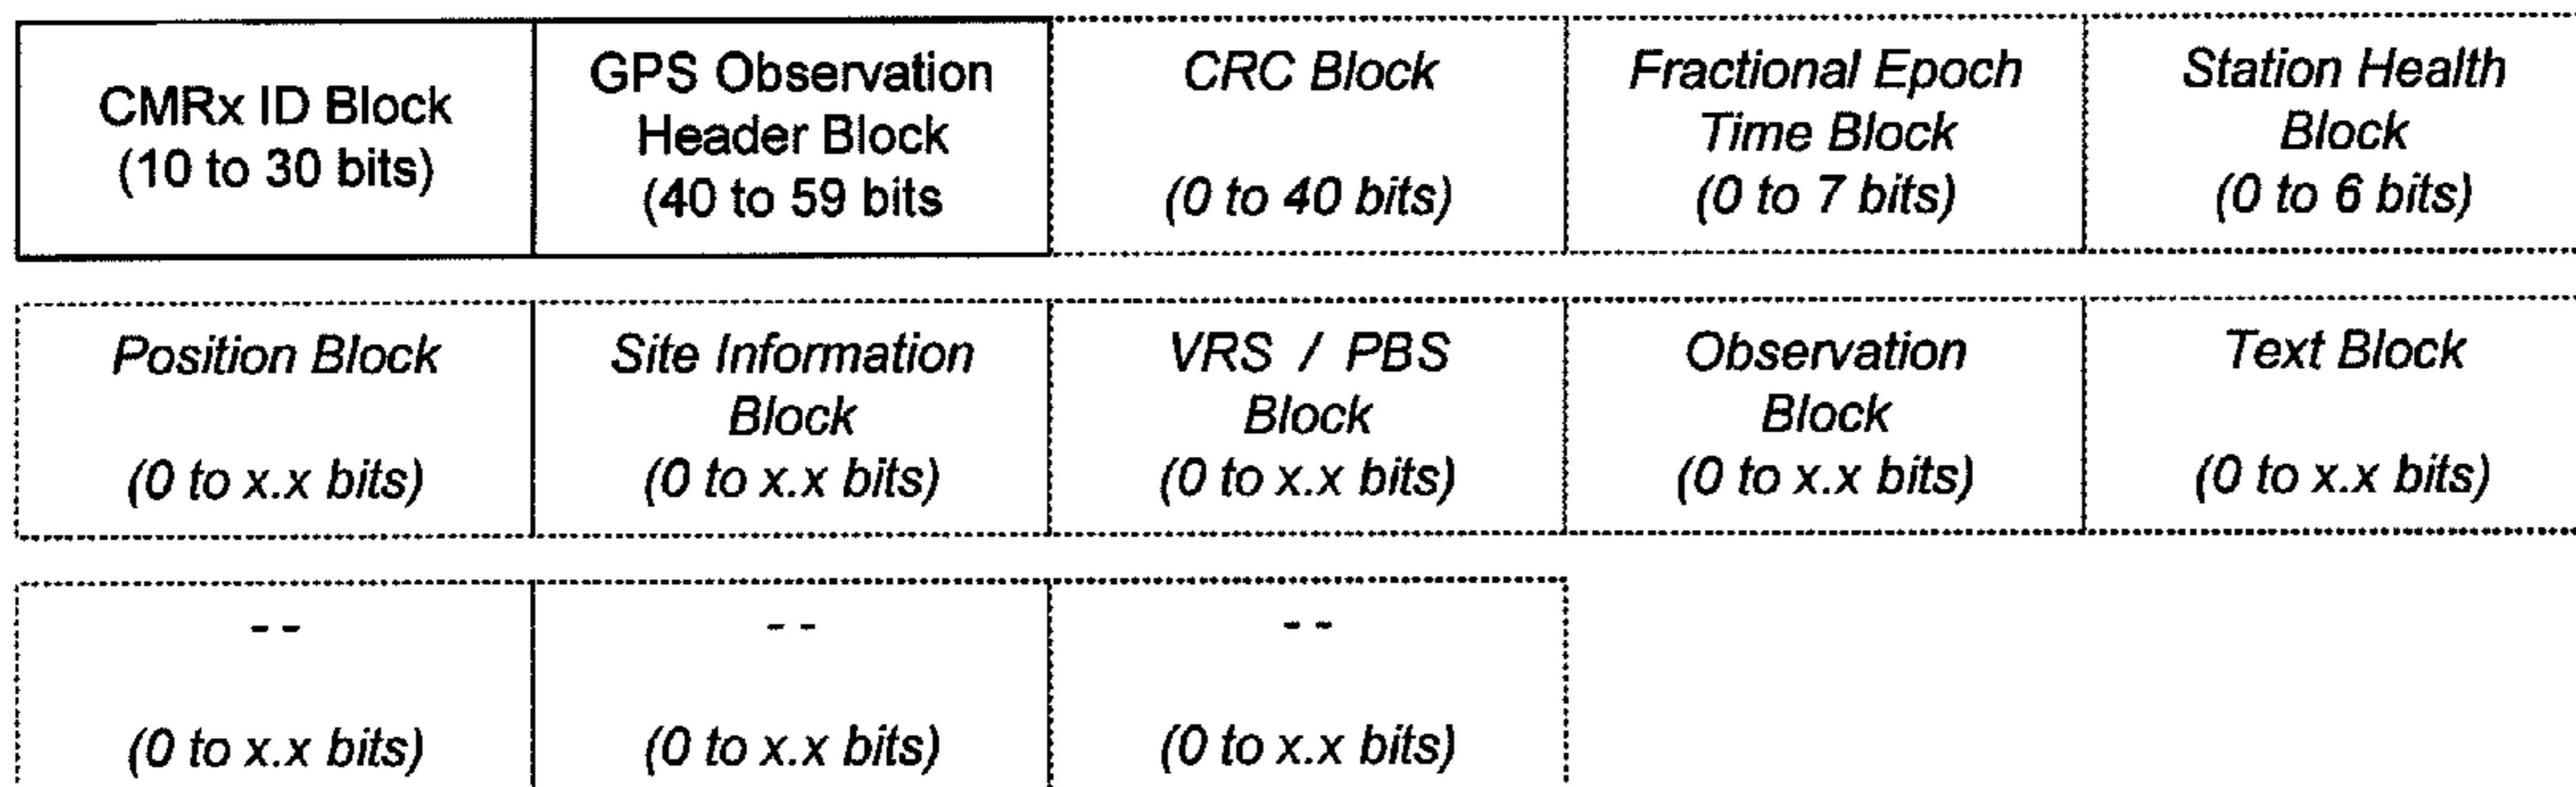 CMRx ID Block
(10 to 30 bits)
GPS Observation
Header Block
(40 to 59 bits
CRC Block
(0 to 40 bits)
Fractional Epoch
Time Block
(0 to 7 bits)
Station Health
Block
(0 to 6 bits)
Position Block
(0 to x.x bits)
Site Information
Block
(0 to x.x bits)
VRS / PBS
Block
(0 to x.x bits)
Observation
Block
(0 to x.x bits)
Text Block
(0 to x.x bits)
--
(0 to x.x bits)
--
(0 to x.x bits)
--
(0 to x.x bits)